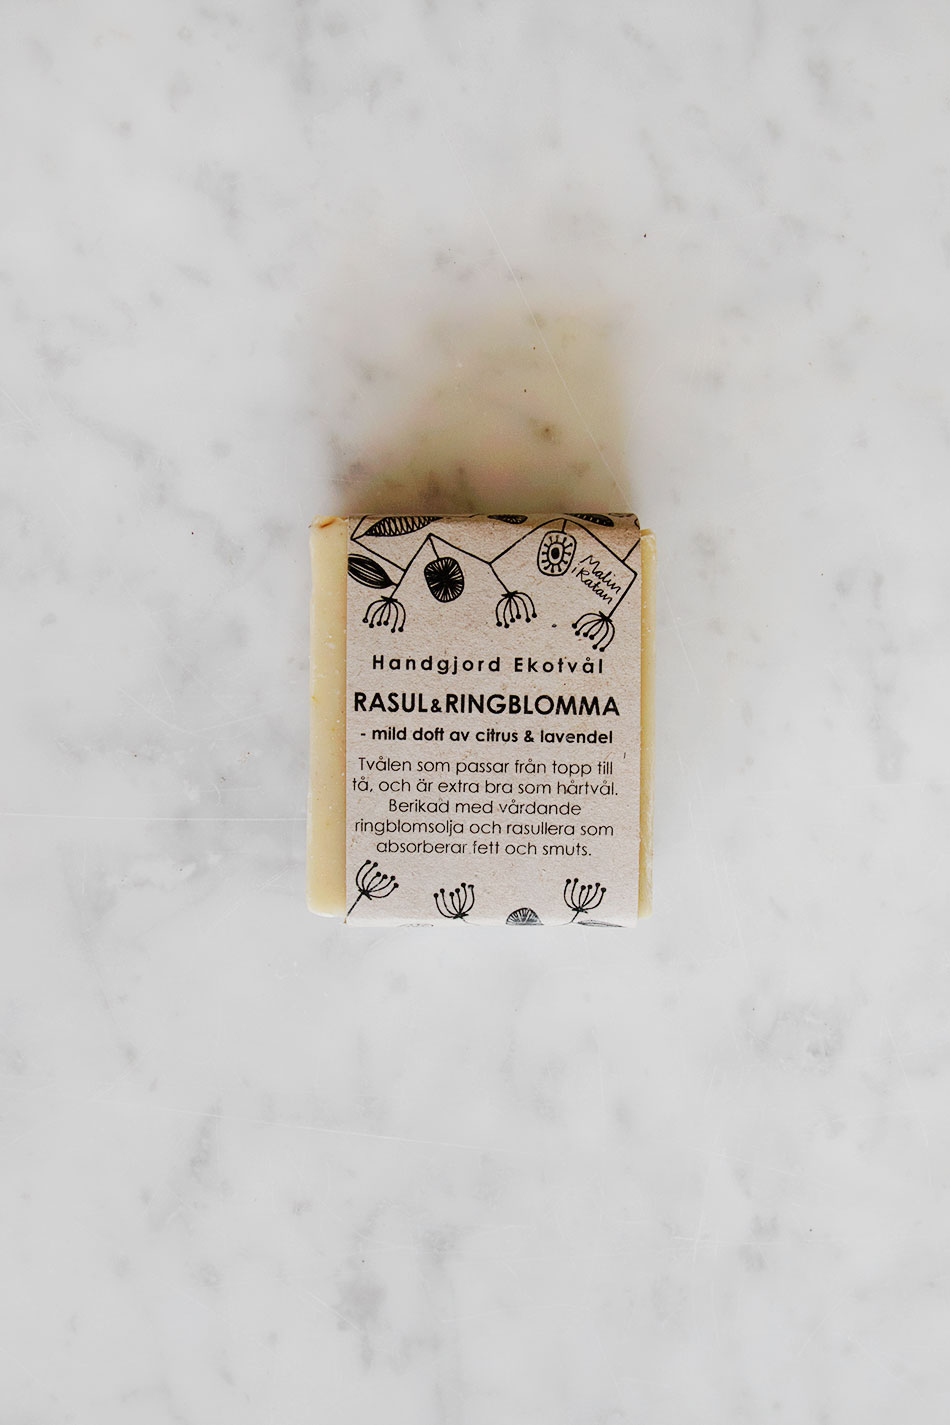 Malin
i Ratan
Handgjord Ekotvål
RASUL&RINGBLOMMA
- mild doft av citrus & lavendel
Tvålen som passar från topp till
tå, och är extra bra som hårtvål.
Berikad med vårdande
ringblomsolja och rasullera som
absorberar fett och smuts.